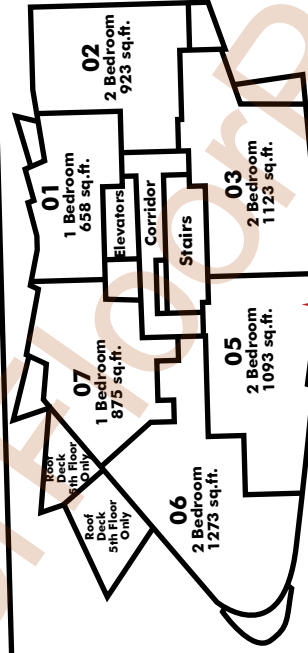 02
2 Bedroom
923 sq.ft.
01
1 Bedroom
658 sq.ft.
Elevators
Corridor
Stairs
03
2 Bedroom
1123 sq.ft.
07
1 Bedroom
875 sq.ft.
05
2 Bedroom
1093 sq.ft.
Roof
Deck
5th Floor
Only
Roof
Deck
5th Floor
Only
06
2 Bedroom
1273 sq.ft.
Floor